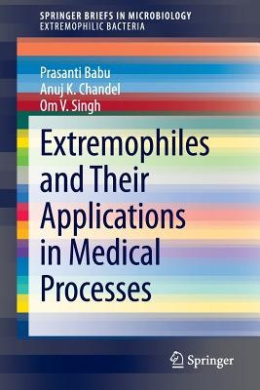 SPRINGER BRIEFS IN MICROBIOLOGY
EXTREMOPHILIC BACTERIA
Prasanti Babu
Anuj K. Chandel
Om V. Singh
Extremophiles
and Their
Applications
in Medical
Processes
Springer